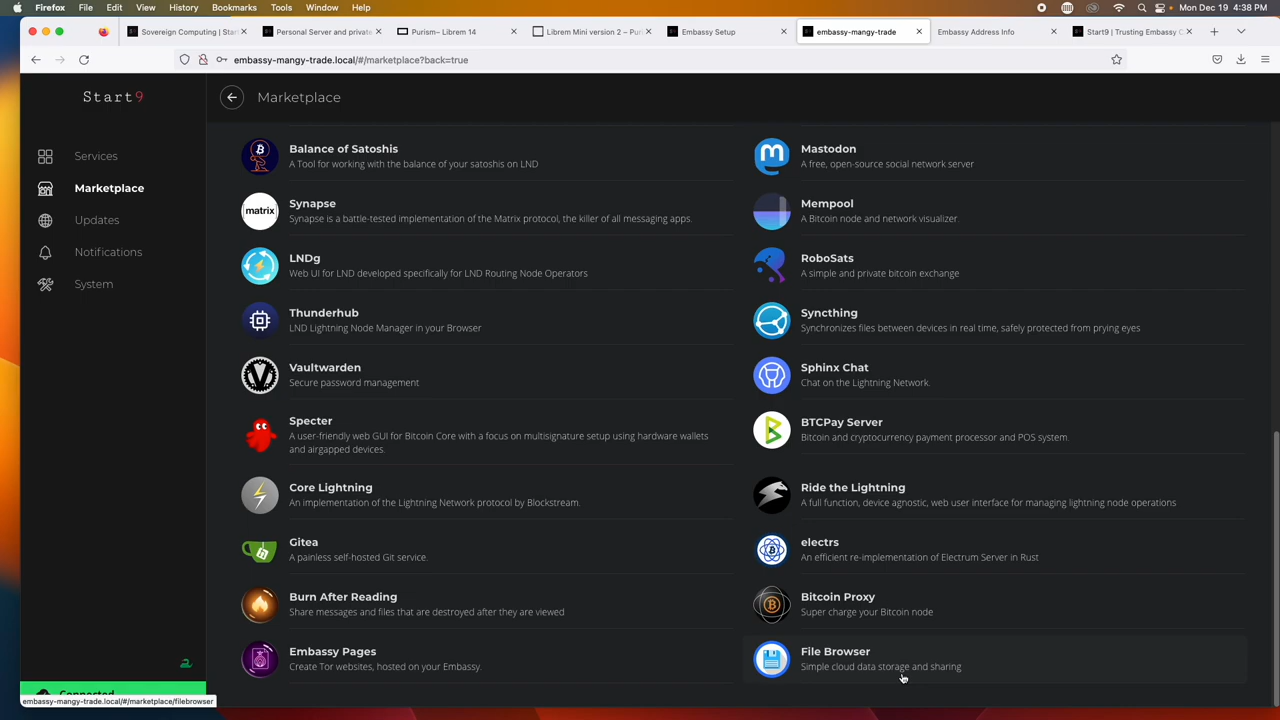 Firefox File Edit View History Bookmarks Tools Window Help Mon Dec 19 4:38 PM
Sovereign Computing | Star Personal Server and private Purism– Librem 14 Librem Mini version 2 – Puri Embassy Setup embassy-mangy-trade Embassy Address Info Start9 | Trusting Embassy C
embassy-mangy-trade.local/#/marketplace?back=true
Start9
Marketplace
Services
Marketplace
Updates
Notifications
System
Balance of Satoshis
A Tool for working with the balance of your satoshis on LND
Mastodon
A free, open-source social network server
matrix
Synapse
Synapse is a battle-tested implementation of the Matrix protocol, the killer of all messaging apps.
Mempool
A Bitcoin node and network visualizer.
LNDg
Web UI for LND developed specifically for LND Routing Node Operators
RoboSats
A simple and private bitcoin exchange
Thunderhub
LND Lightning Node Manager in your Browser
Syncthing
Synchronizes files between devices in real time, safely protected from prying eyes
Vaultwarden
Secure password management
Sphinx Chat
Chat on the Lightning Network.
Specter
A user-friendly web GUI for Bitcoin Core with a focus on multisignature setup using hardware wallets
and airgapped devices.
BTCPay Server
Bitcoin and cryptocurrency payment processor and POS system.
Core Lightning
An implementation of the Lightning Network protocol by Blockstream.
Ride the Lightning
A full function, device agnostic, web user interface for managing lightning node operations
Gitea
A painless self-hosted Git service.
electrs
An efficient re-implementation of Electrum Server in Rust
Burn After Reading
Share messages and files that are destroyed after they are viewed
Bitcoin Proxy
Super charge your Bitcoin node
Embassy Pages
Create Tor websites, hosted on your Embassy.
File Browser
Simple cloud data storage and sharing
Connected
embassy-mangy-trade.local/#/marketplace/filebrowser